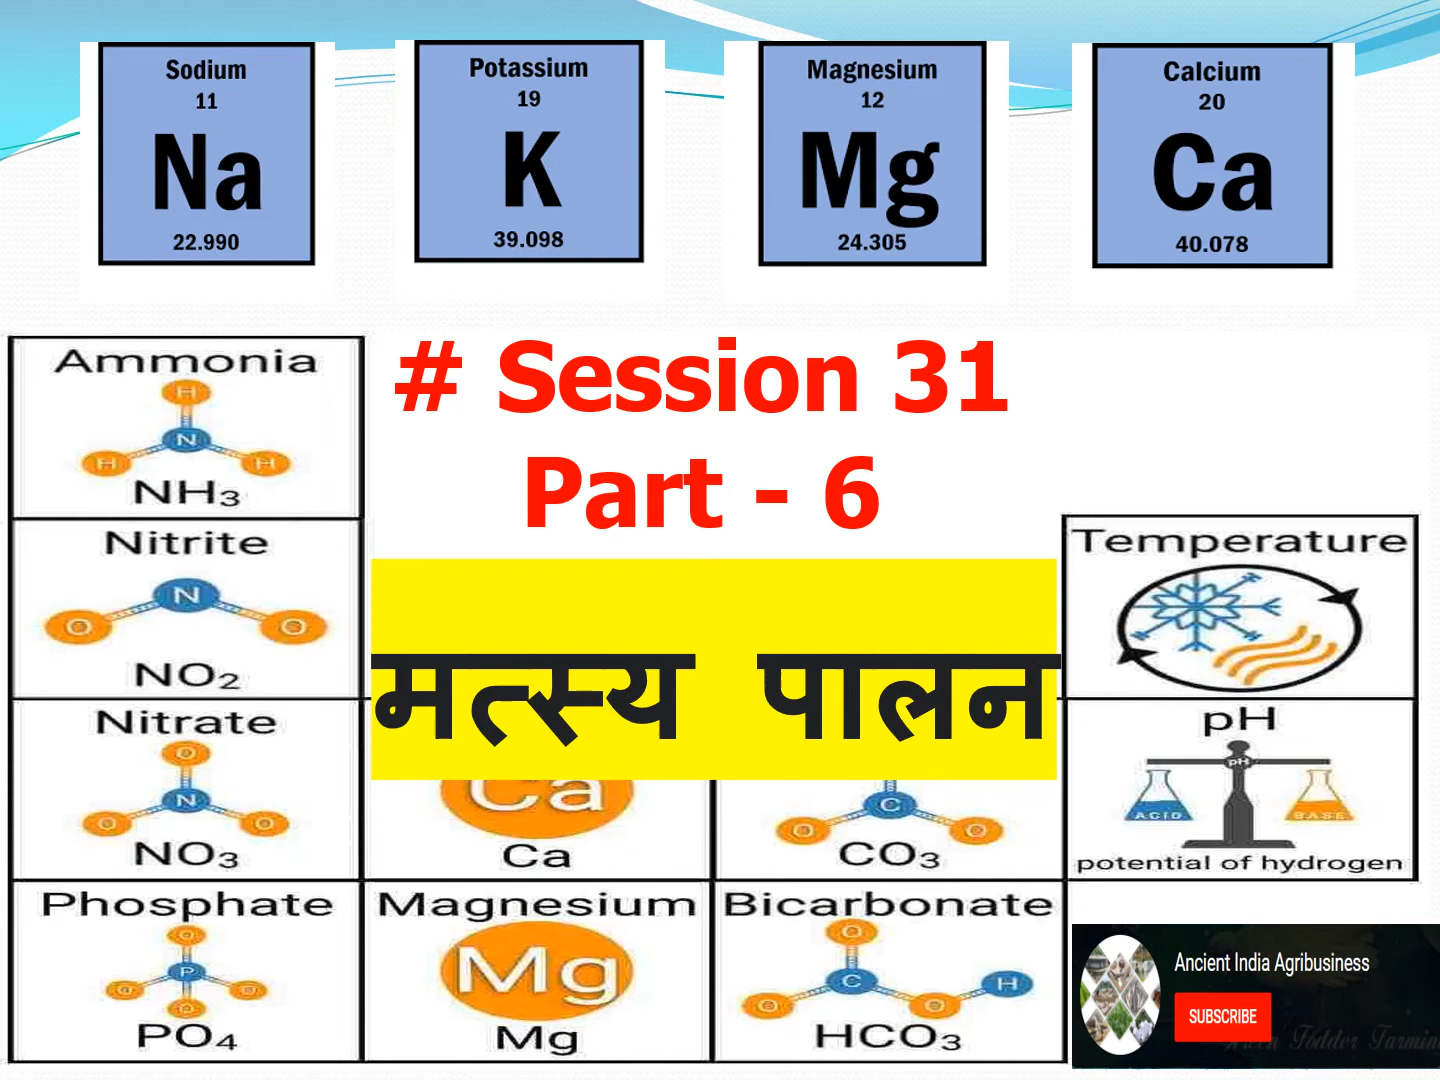 Sodium
11
Na
22.990
Potassium
19
K
39.098
Magnesium
12
Mg
24.305
Calcium
20
Ca
40.078
# Session 31
Part - 6
मत्स्य पालन
Ammonia
H
N
H H
NH₃
Nitrite
N
O O
NO₂
Nitrate
O
N
O O
NO₃
Phosphate
O
P
O O
O
PO₄
Ca
Ca
Magnesium
Mg
Mg
C
O O
CO₃
Bicarbonate
O
C H
O O
HCO₃
Temperature
pH
pH
ACID BASE
potential of hydrogen
Ancient India Agribusiness
SUBSCRIBE
Fodder Farming